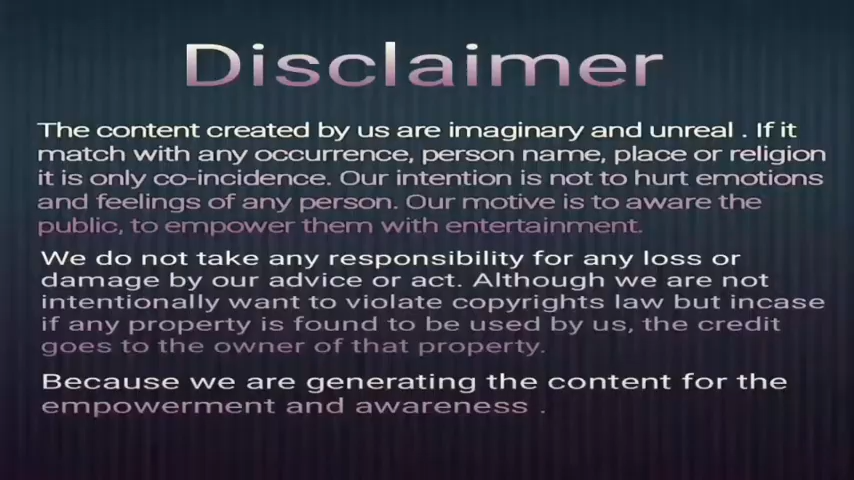 Disclaimer
The content created by us are imaginary and unreal . If it
match with any occurrence, person name, place or religion
it is only co-incidence. Our intention is not to hurt emotions
and feelings of any person. Our motive is to aware the
public, to empower them with entertainment.
We do not take any responsibility for any loss or
damage by our advice or act. Although we are not
intentionally want to violate copyrights law but incase
if any property is found to be used by us, the credit
goes to the owner of that property.
Because we are generating the content for the
empowerment and awareness .